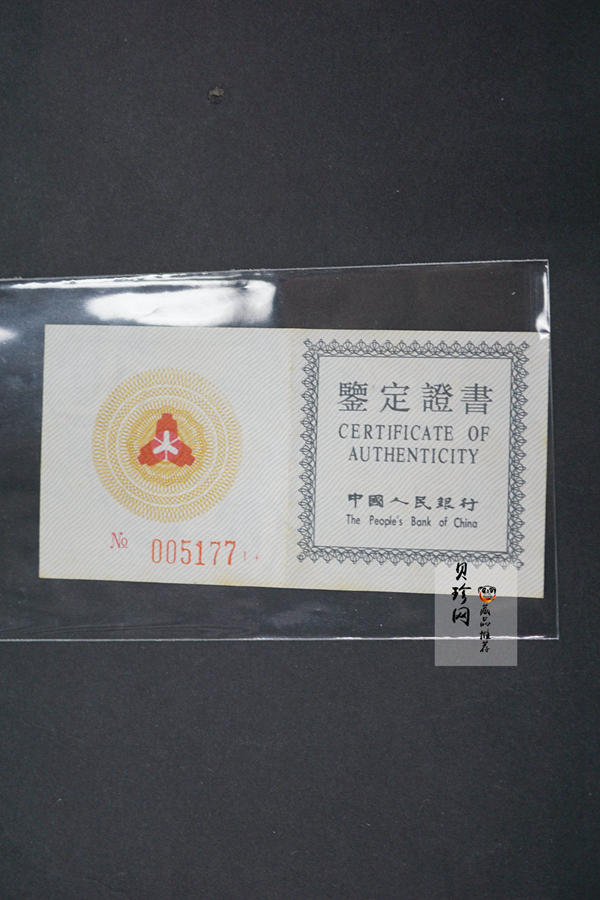 鑒定證書
CERTIFICATE OF
AUTHENTICITY
中國人民銀行
The People's Bank of China
№ 005177
贝珍网
藏品推荐